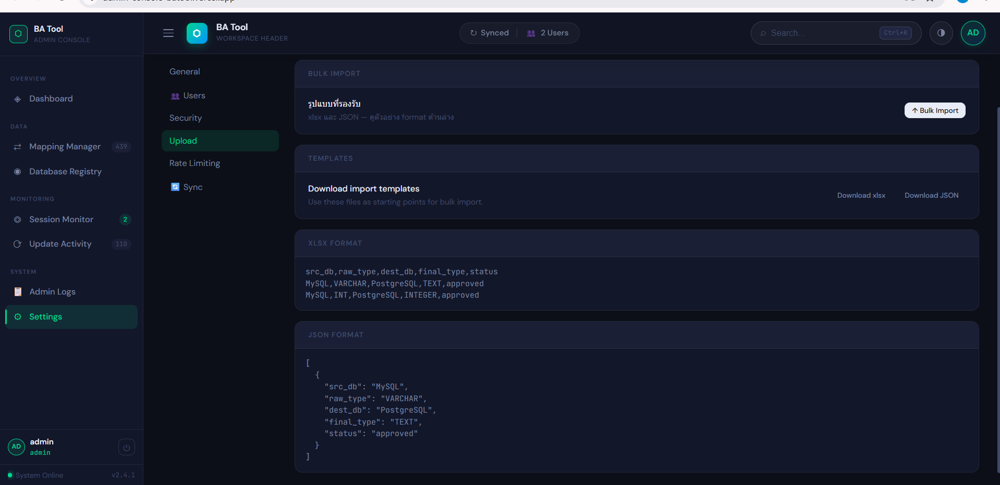 BA Tool
ADMIN CONSOLE
OVERVIEW
Dashboard
DATA
Mapping Manager 439
Database Registry
MONITORING
Session Monitor 2
Update Activity 110
SYSTEM
Admin Logs
Settings
AD admin
admin
System Online v2.4.1
BA Tool
WORKSPACE HEADER
Synced 2 Users
Search... Ctrl+K
AD
General
Users
Security
Upload
Rate Limiting
Sync
BULK IMPORT
รูปแบบที่รองรับ
xlsx และ JSON — ดูตัวอย่าง format ด้านล่าง
↑ Bulk Import
TEMPLATES
Download import templates
Use these files as starting points for bulk import.
Download xlsx Download JSON
XLSX FORMAT
src_db,raw_type,dest_db,final_type,status
MySQL,VARCHAR,PostgreSQL,TEXT,approved
MySQL,INT,PostgreSQL,INTEGER,approved
JSON FORMAT
[
{
"src_db": "MySQL",
"raw_type": "VARCHAR",
"dest_db": "PostgreSQL",
"final_type": "TEXT",
"status": "approved"
}
]